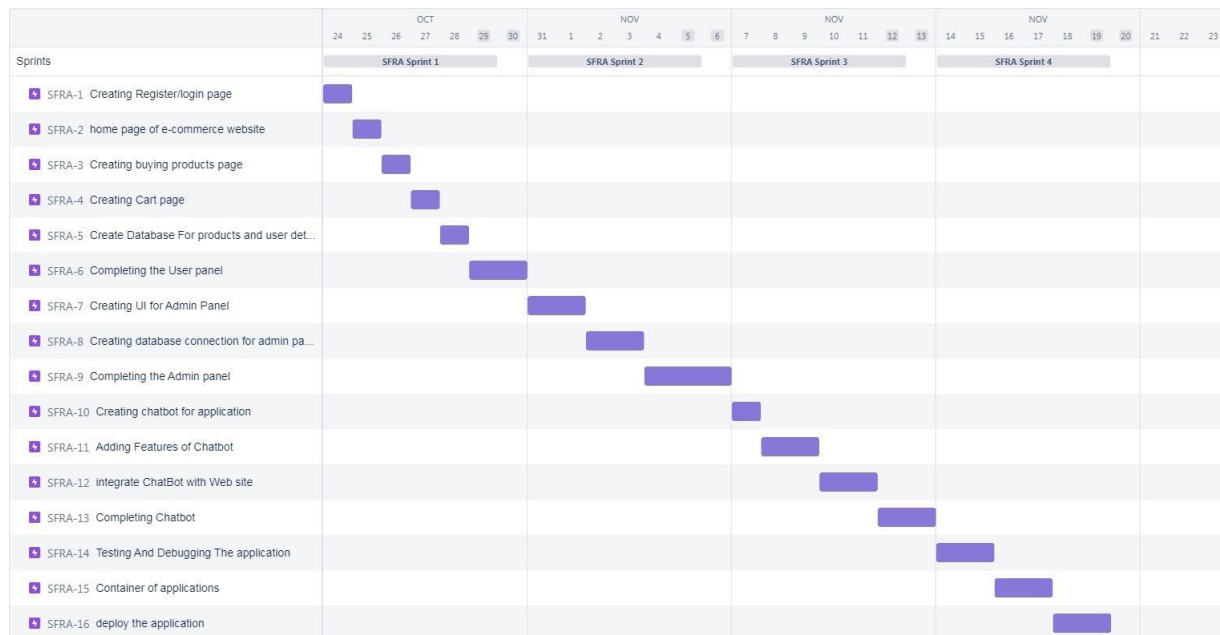 OCT NOV NOV NOV
24 25 26 27 28 29 30 31 1 2 3 4 5 6 7 8 9 10 11 12 13 14 15 16 17 18 19 20 21 22 23
Sprints SFRA Sprint 1 SFRA Sprint 2 SFRA Sprint 3 SFRA Sprint 4
SFRA-1 Creating Register/login page
SFRA-2 home page of e-commerce website
SFRA-3 Creating buying products page
SFRA-4 Creating Cart page
SFRA-5 Create Database For products and user det...
SFRA-6 Completing the User panel
SFRA-7 Creating UI for Admin Panel
SFRA-8 Creating database connection for admin pa...
SFRA-9 Completing the Admin panel
SFRA-10 Creating chatbot for application
SFRA-11 Adding Features of Chatbot
SFRA-12 integrate ChatBot with Web site
SFRA-13 Completing Chatbot
SFRA-14 Testing And Debugging The application
SFRA-15 Container of applications
SFRA-16 deploy the application